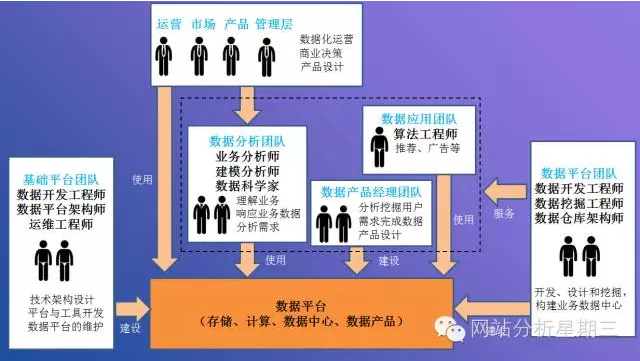 运营 市场 产品 管理层
数据化运营
商业决策
产品设计
数据分析团队
业务分析师
建模分析师
数据科学家
理解业务
响应业务数据
分析需求
数据应用团队
算法工程师
推荐、广告等
数据产品经理团队
分析挖掘用户
需求完成数据
产品设计
基础平台团队
数据开发工程师
数据平台架构师
运维工程师
技术架构设计
平台与工具开发
数据平台的维护
数据平台团队
数据开发工程师
数据挖掘工程师
数据仓库架构师
开发、设计和挖掘，
构建业务数据中心
使用
使用
建设
使用
服务
建设
建设
数据平台
（存储、计算、数据中心、数据产品）
网站分析星期三